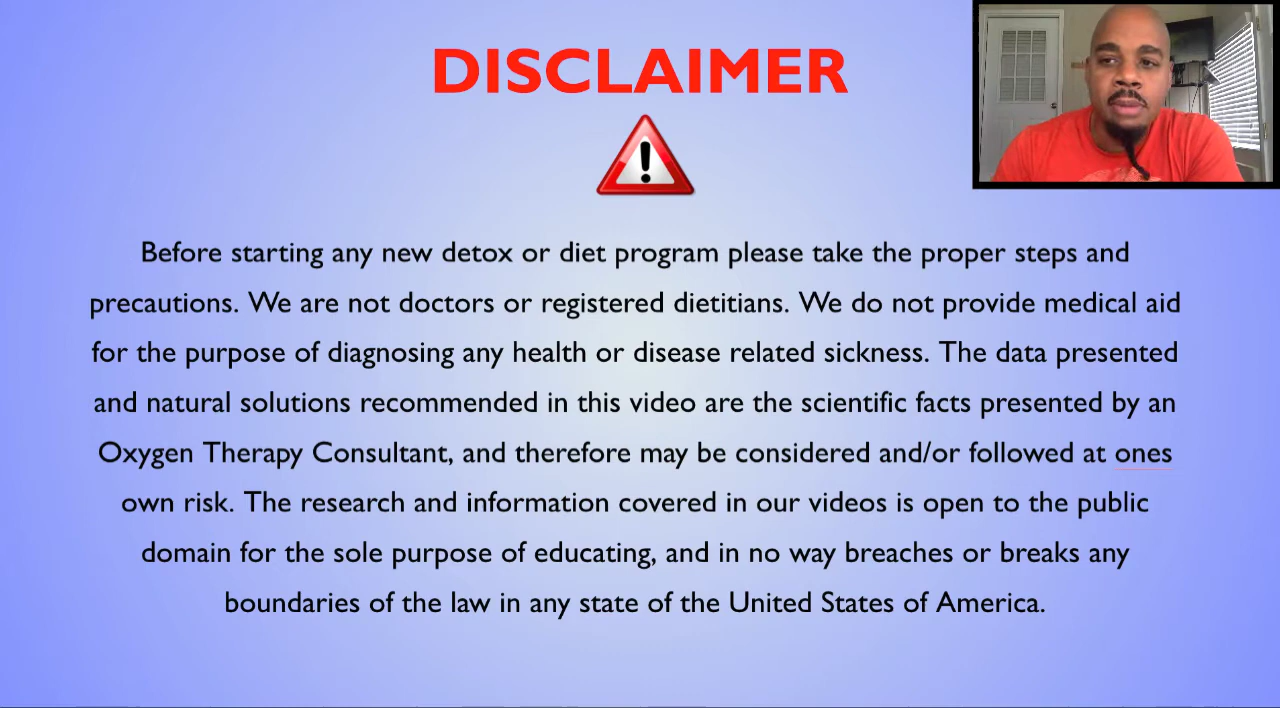 DISCLAIMER
Before starting any new detox or diet program please take the proper steps and
precautions. We are not doctors or registered dietitians. We do not provide medical aid
for the purpose of diagnosing any health or disease related sickness. The data presented
and natural solutions recommended in this video are the scientific facts presented by an
Oxygen Therapy Consultant, and therefore may be considered and/or followed at ones
own risk. The research and information covered in our videos is open to the public
domain for the sole purpose of educating, and in no way breaches or breaks any
boundaries of the law in any state of the United States of America.